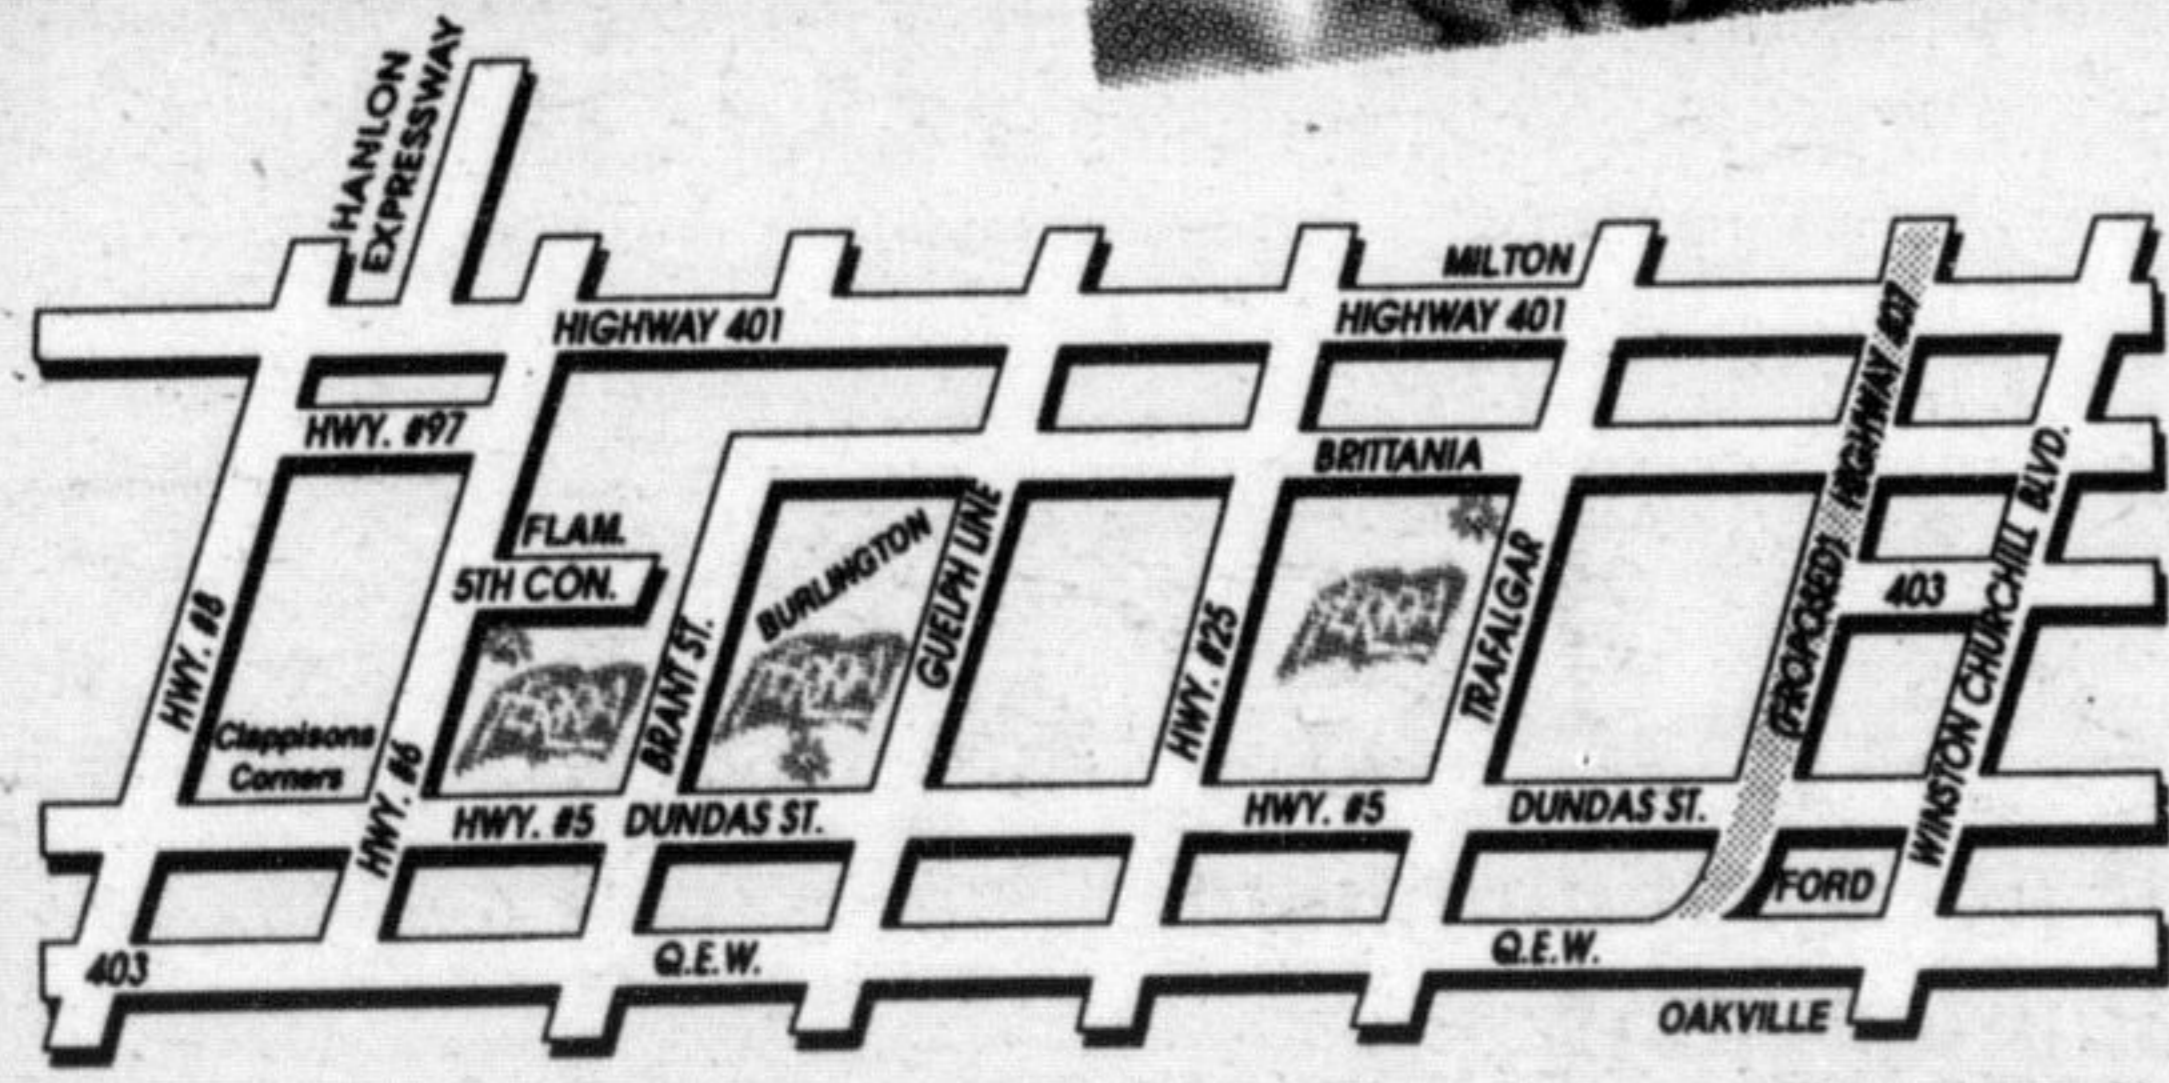 HANLON
EXPRESSWAY
MILTON
HIGHWAY 401
HIGHWAY 401
HWY. #97
BRITTANIA
(PROPOSED) HIGHWAY 407
WINSTON CHURCHILL BLVD.
FLAM.
5TH CON.
BURLINGTON
GUELPH LINE
TRAFALGAR
403
HWY. #8
BRANT ST.
HWY. #25
Clappisons
Corners
HWY. #6
HWY. #5
DUNDAS ST.
HWY. #5
DUNDAS ST.
FORD
403
Q.E.W.
Q.E.W.
OAKVILLE